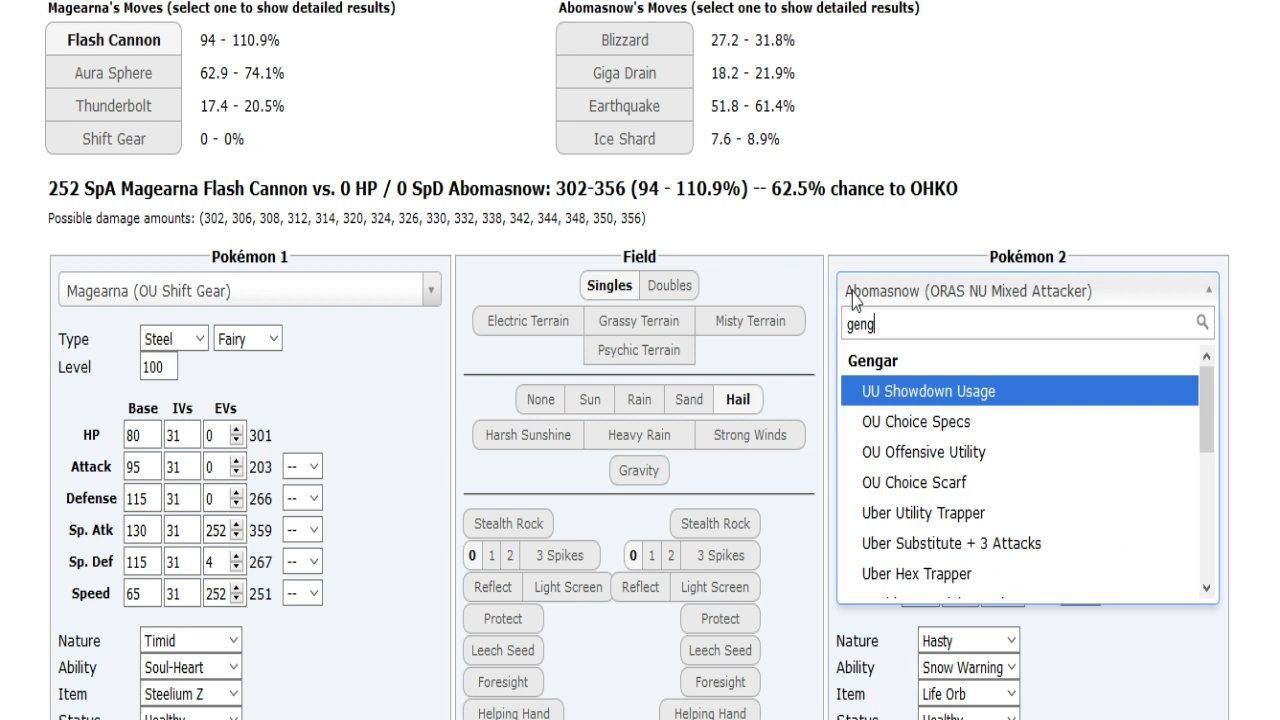 Magearna's Moves (select one to show detailed results)
Abomasnow's Moves (select one to show detailed results)
Flash Cannon 94 - 110.9%
Blizzard 27.2 - 31.8%
Aura Sphere 62.9 - 74.1%
Giga Drain 18.2 - 21.9%
Thunderbolt 17.4 - 20.5%
Earthquake 51.8 - 61.4%
Shift Gear 0 - 0%
Ice Shard 7.6 - 8.9%
252 SpA Magearna Flash Cannon vs. 0 HP / 0 SpD Abomasnow: 302-356 (94 - 110.9%) -- 62.5% chance to OHKO
Possible damage amounts: (302, 306, 308, 312, 314, 320, 324, 326, 330, 332, 338, 342, 344, 348, 350, 356)
Pokémon 1
Magearna (OU Shift Gear)
Type Steel Fairy
Level 100
Base IVs EVs
HP 80 31 0 301
Attack 95 31 0 203 --
Defense 115 31 0 266 --
Sp. Atk 130 31 252 359 --
Sp. Def 115 31 4 267 --
Speed 65 31 252 251 --
Nature Timid
Ability Soul-Heart
Item Steelium Z
Status Healthy
Field
Singles Doubles
Electric Terrain Grassy Terrain Misty Terrain
Psychic Terrain
None Sun Rain Sand Hail
Harsh Sunshine Heavy Rain Strong Winds
Gravity
Stealth Rock Stealth Rock
0 1 2 3 Spikes 0 1 2 3 Spikes
Reflect Light Screen Reflect Light Screen
Protect Protect
Leech Seed Leech Seed
Foresight Foresight
Helping Hand Helping Hand
Pokémon 2
Abomasnow (ORAS NU Mixed Attacker)
geng
Gengar
UU Showdown Usage
OU Choice Specs
OU Offensive Utility
OU Choice Scarf
Uber Utility Trapper
Uber Substitute + 3 Attacks
Uber Hex Trapper
Nature Hasty
Ability Snow Warning
Item Life Orb
Status Healthy